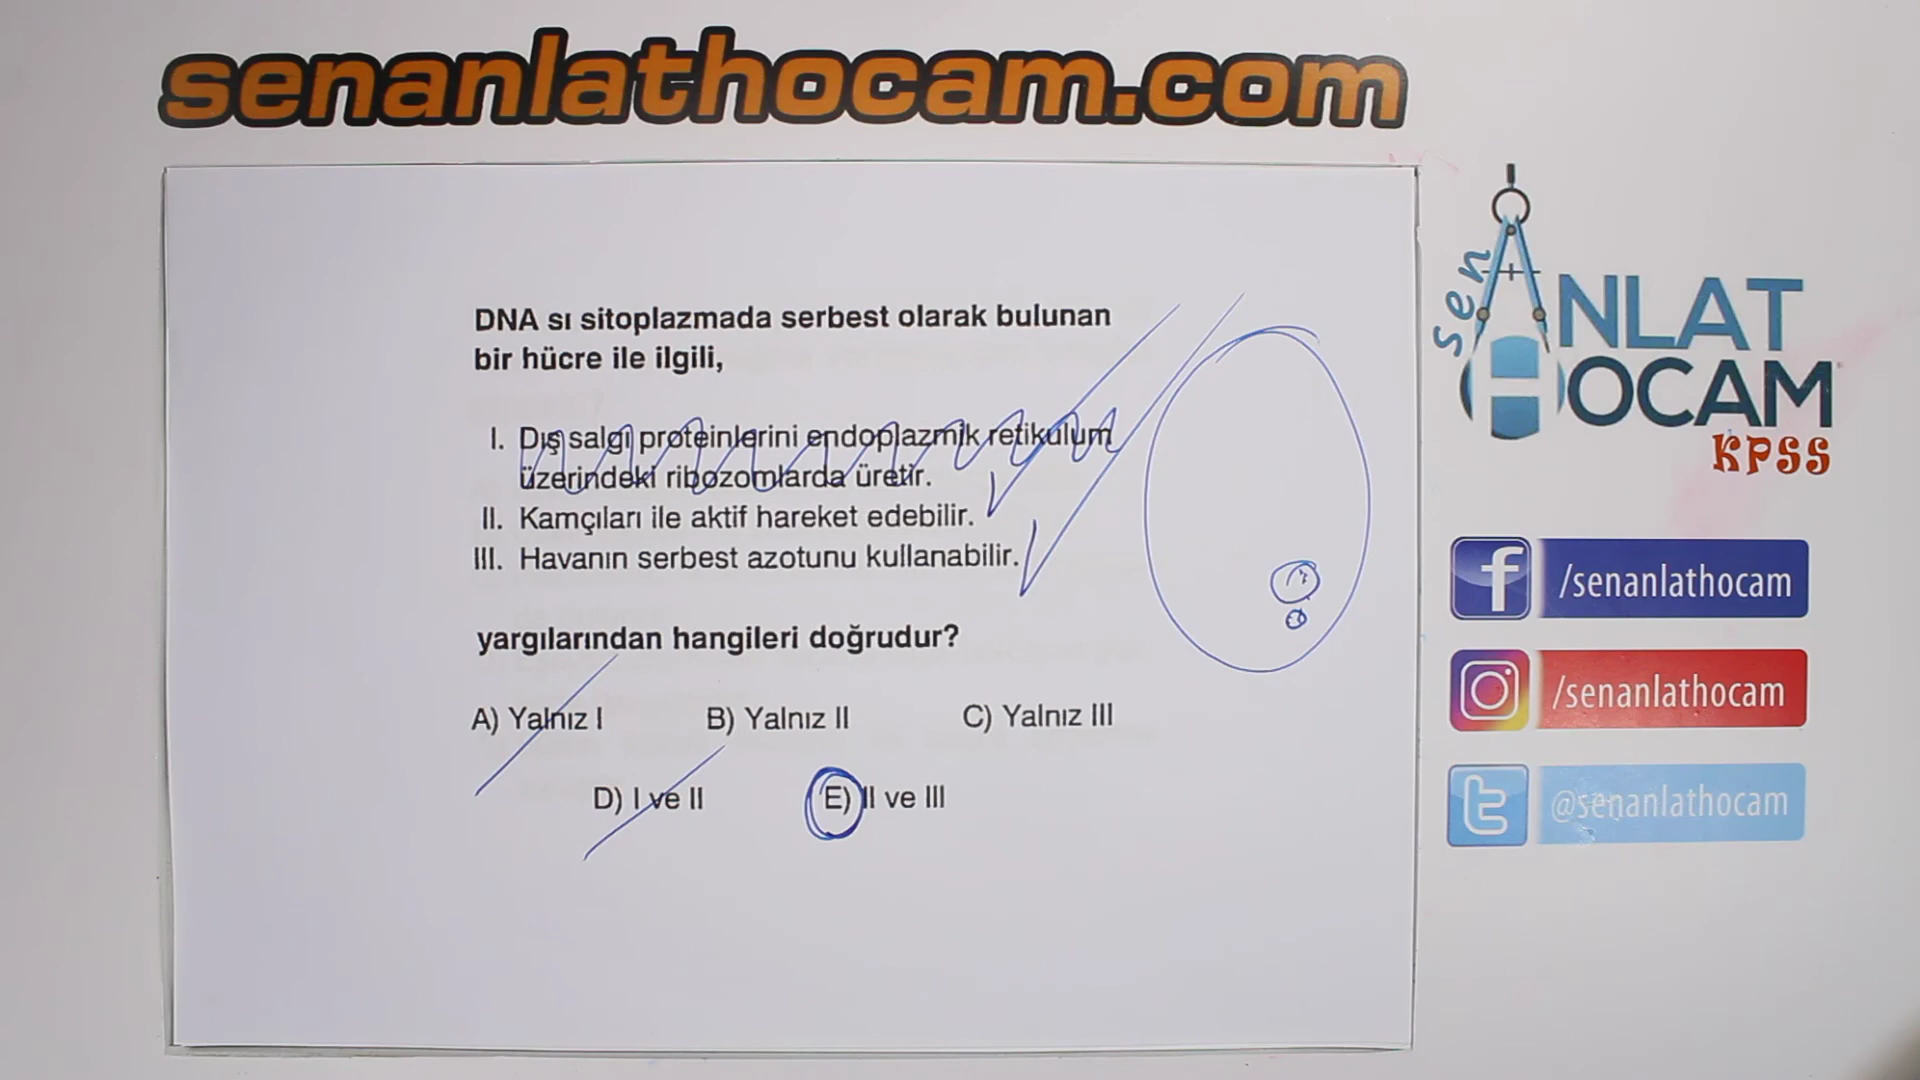 senanlathocam.com
DNA sı sitoplazmada serbest olarak bulunan
bir hücre ile ilgili,
I. Dış salgı proteinlerini endoplazmik retikulum
üzerindeki ribozomlarda üretir.
II. Kamçıları ile aktif hareket edebilir.
III. Havanın serbest azotunu kullanabilir.
yargılarından hangileri doğrudur?
A) Yalnız I B) Yalnız II C) Yalnız III
D) I ve II E) II ve III
sen
ANLAT
HOCAM
KPSS
/senanlathocam
/senanlathocam
@senanlathocam